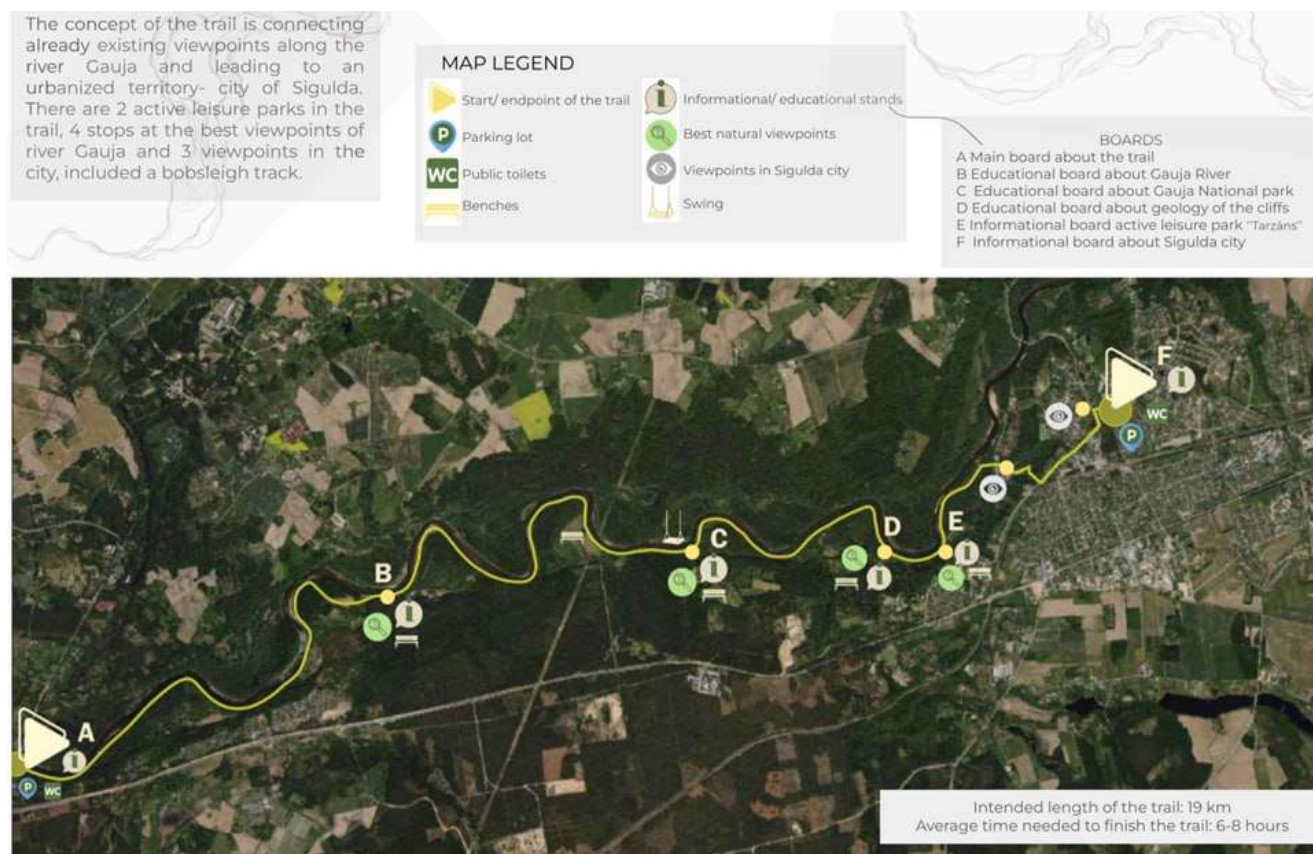 The concept of the trail is connecting
already existing viewpoints along the
river Gauja and leading to an
urbanized territory- city of Sigulda.
There are 2 active leisure parks in the
trail, 4 stops at the best viewpoints of
river Gauja and 3 viewpoints in the
city, included a bobsleigh track.
MAP LEGEND
Start/ endpoint of the trail
P Parking lot
WC Public toilets
Benches
i Informational/ educational stands
Best natural viewpoints
Viewpoints in Sigulda city
Swing
BOARDS
A Main board about the trail
B Educational board about Gauja River
C Educational board about Gauja National park
D Educational board about geology of the cliffs
E Informational board active leisure park "Tarzāns"
F Informational board about Sigulda city
F
i
WC
P
D
E
i
C
i
i
B
i
A
i
P
WC
Intended length of the trail: 19 km
Average time needed to finish the trail: 6-8 hours